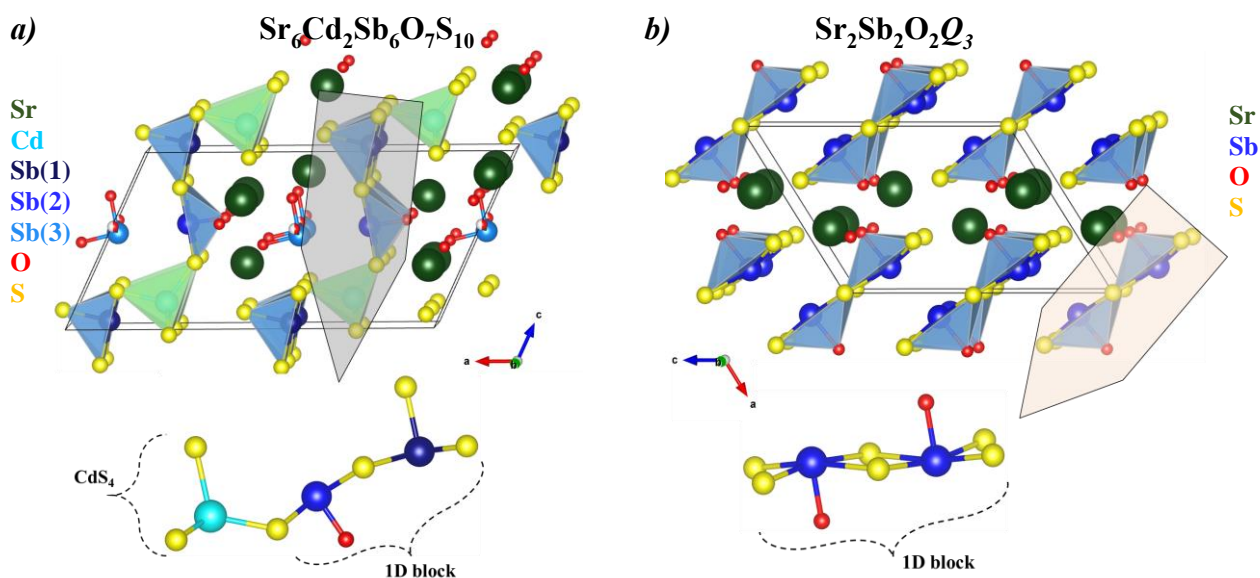 a) Sr₆Cd₂Sb₆O₇S₁₀
Sr
Cd
Sb(1)
Sb(2)
Sb(3)
O
S
c
a
b
CdS₄
1D block
b) Sr₂Sb₂O₂Q₃
Sr
Sb
O
S
c
b
a
1D block